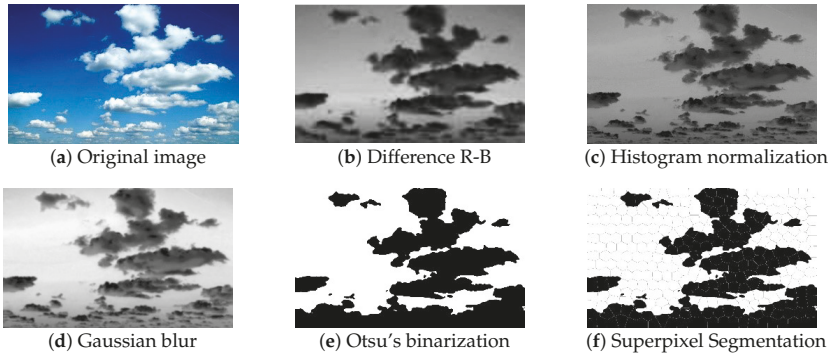 (a) Original image
(b) Difference R-B
(c) Histogram normalization
(d) Gaussian blur
(e) Otsu's binarization
(f) Superpixel Segmentation